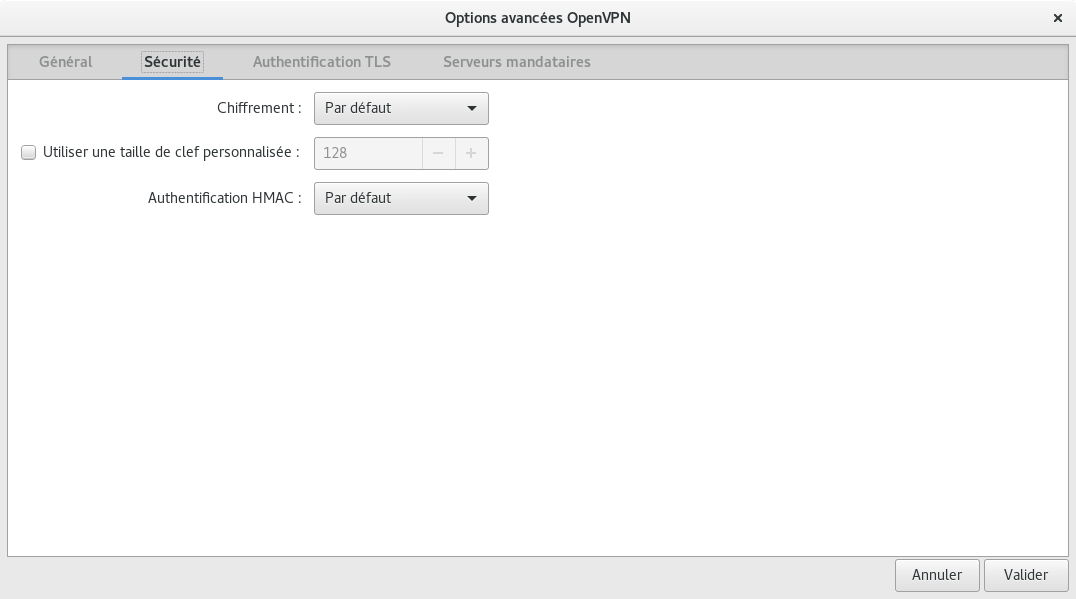 Options avancées OpenVPN
Général Sécurité Authentification TLS Serveurs mandataires
Chiffrement : Par défaut
Utiliser une taille de clef personnalisée : 128
Authentification HMAC : Par défaut
Annuler Valider